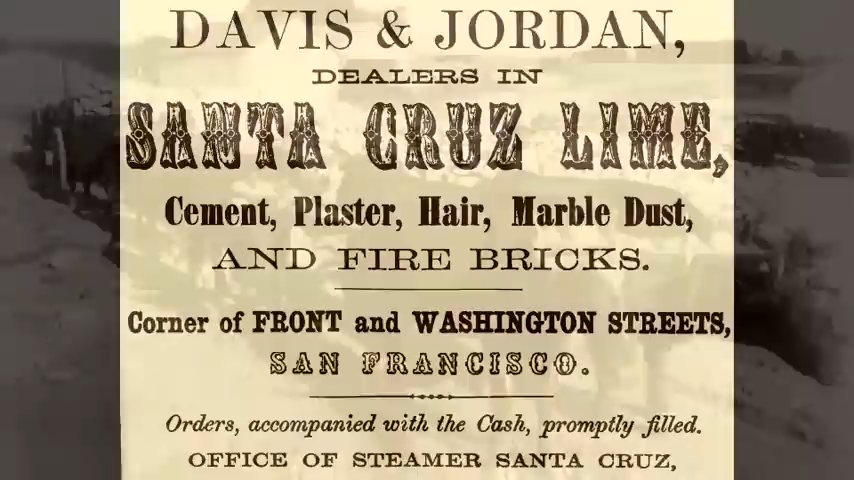 DAVIS & JORDAN,
DEALERS IN
SANTA CRUZ LIME,
Cement, Plaster, Hair, Marble Dust,
AND FIRE BRICKS.
Corner of FRONT and WASHINGTON STREETS,
SAN FRANCISCO.
Orders, accompanied with the Cash, promptly filled.
OFFICE OF STEAMER SANTA CRUZ,